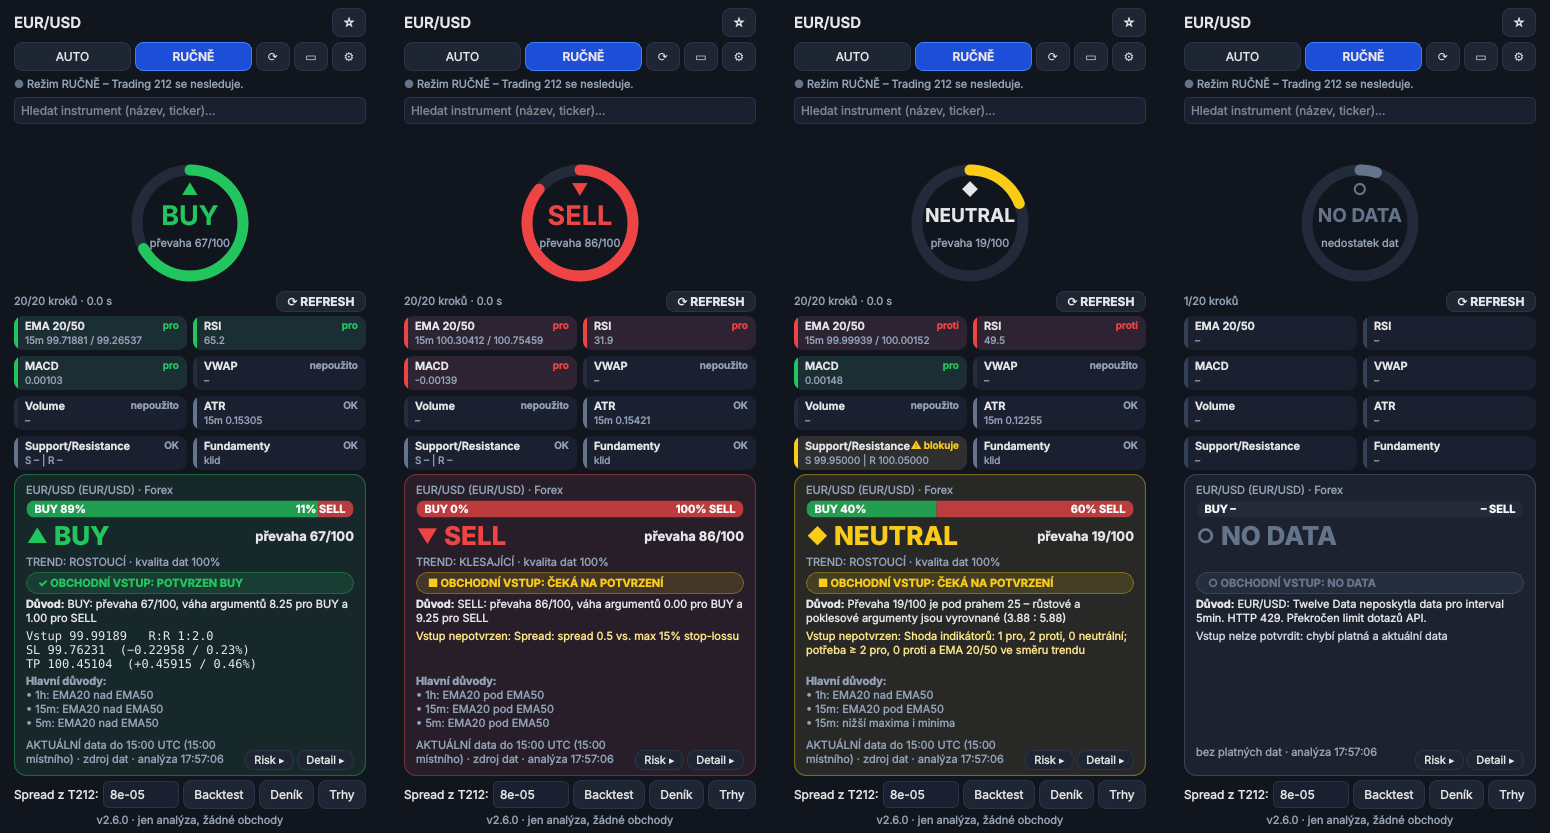 EUR/USD
☆
AUTO
RUČNĚ
Režim RUČNĚ – Trading 212 se nesleduje.
Hledat instrument (název, ticker)...
▲
BUY
převaha 67/100
20/20 kroků · 0.0 s
⟳ REFRESH
EMA 20/50 pro
15m 99.71881 / 99.26537
RSI pro
65.2
MACD pro
0.00103
VWAP nepoužito
–
Volume nepoužito
–
ATR OK
15m 0.15305
Support/Resistance OK
S – | R –
Fundamenty OK
klid
EUR/USD (EUR/USD) · Forex
BUY 89% 11% SELL
▲ BUY převaha 67/100
TREND: ROSTOUCÍ · kvalita dat 100%
✓ OBCHODNÍ VSTUP: POTVRZEN BUY
Důvod: BUY: převaha 67/100, váha argumentů 8.25 pro BUY a
1.00 pro SELL
Vstup 99.99189 R:R 1:2.0
SL 99.76231 (−0.22958 / 0.23%)
TP 100.45104 (+0.45915 / 0.46%)
Hlavní důvody:
• 1h: EMA20 nad EMA50
• 15m: EMA20 nad EMA50
• 5m: EMA20 nad EMA50
AKTUÁLNÍ data do 15:00 UTC (15:00
místního) · zdroj dat · analýza 17:57:06
Risk ▸
Detail ▸
Spread z T212: 8e-05 Backtest Deník Trhy
v2.6.0 · jen analýza, žádné obchody
EUR/USD
☆
AUTO
RUČNĚ
Režim RUČNĚ – Trading 212 se nesleduje.
Hledat instrument (název, ticker)...
▼
SELL
převaha 86/100
20/20 kroků · 0.0 s
⟳ REFRESH
EMA 20/50 pro
15m 100.30412 / 100.75459
RSI pro
31.9
MACD pro
-0.00139
VWAP nepoužito
–
Volume nepoužito
–
ATR OK
15m 0.15421
Support/Resistance OK
S – | R –
Fundamenty OK
klid
EUR/USD (EUR/USD) · Forex
BUY 0% 100% SELL
▼ SELL převaha 86/100
TREND: KLESAJÍCÍ · kvalita dat 100%
■ OBCHODNÍ VSTUP: ČEKÁ NA POTVRZENÍ
Důvod: SELL: převaha 86/100, váha argumentů 0.00 pro BUY a
9.25 pro SELL
Vstup nepotvrzen: Spread: spread 0.5 vs. max 15% stop-lossu
Hlavní důvody:
• 1h: EMA20 pod EMA50
• 15m: EMA20 pod EMA50
• 5m: EMA20 pod EMA50
AKTUÁLNÍ data do 15:00 UTC (15:00
místního) · zdroj dat · analýza 17:57:06
Risk ▸
Detail ▸
Spread z T212: 8e-05 Backtest Deník Trhy
v2.6.0 · jen analýza, žádné obchody
EUR/USD
☆
AUTO
RUČNĚ
Režim RUČNĚ – Trading 212 se nesleduje.
Hledat instrument (název, ticker)...
◆
NEUTRAL
převaha 19/100
20/20 kroků · 0.0 s
⟳ REFRESH
EMA 20/50 proti
15m 99.99939 / 100.00152
RSI proti
49.5
MACD pro
0.00148
VWAP nepoužito
–
Volume nepoužito
–
ATR OK
15m 0.12255
Support/Resistance ⚠ blokuje
S 99.95000 | R 100.05000
Fundamenty OK
klid
EUR/USD (EUR/USD) · Forex
BUY 40% 60% SELL
◆ NEUTRAL převaha 19/100
TREND: ROSTOUCÍ · kvalita dat 100%
■ OBCHODNÍ VSTUP: ČEKÁ NA POTVRZENÍ
Důvod: Převaha 19/100 je pod prahem 25 – růstové a
poklesové argumenty jsou vyrovnané (3.88 : 5.88)
Vstup nepotvrzen: Shoda indikátorů: 1 pro, 2 proti, 0 neutrální;
potřeba ≥ 2 pro, 0 proti a EMA 20/50 ve směru trendu
Hlavní důvody:
• 1h: EMA20 nad EMA50
• 15m: EMA20 pod EMA50
• 15m: nižší maxima i minima
AKTUÁLNÍ data do 15:00 UTC (15:00
místního) · zdroj dat · analýza 17:57:06
Risk ▸
Detail ▸
Spread z T212: 8e-05 Backtest Deník Trhy
v2.6.0 · jen analýza, žádné obchody
EUR/USD
☆
AUTO
RUČNĚ
Režim RUČNĚ – Trading 212 se nesleduje.
Hledat instrument (název, ticker)...
○
NO DATA
nedostatek dat
1/20 kroků
⟳ REFRESH
EMA 20/50
–
RSI
–
MACD
–
VWAP
–
Volume
–
ATR
–
Support/Resistance
–
Fundamenty
–
EUR/USD (EUR/USD) · Forex
BUY – – SELL
○ NO DATA
○ OBCHODNÍ VSTUP: NO DATA
Důvod: EUR/USD: Twelve Data neposkytla data pro interval
5min. HTTP 429. Překročen limit dotazů API.
Vstup nelze potvrdit: chybí platná a aktuální data
bez platných dat · analýza 17:57:06
Risk ▸
Detail ▸
Spread z T212: 8e-05 Backtest Deník Trhy
v2.6.0 · jen analýza, žádné obchody